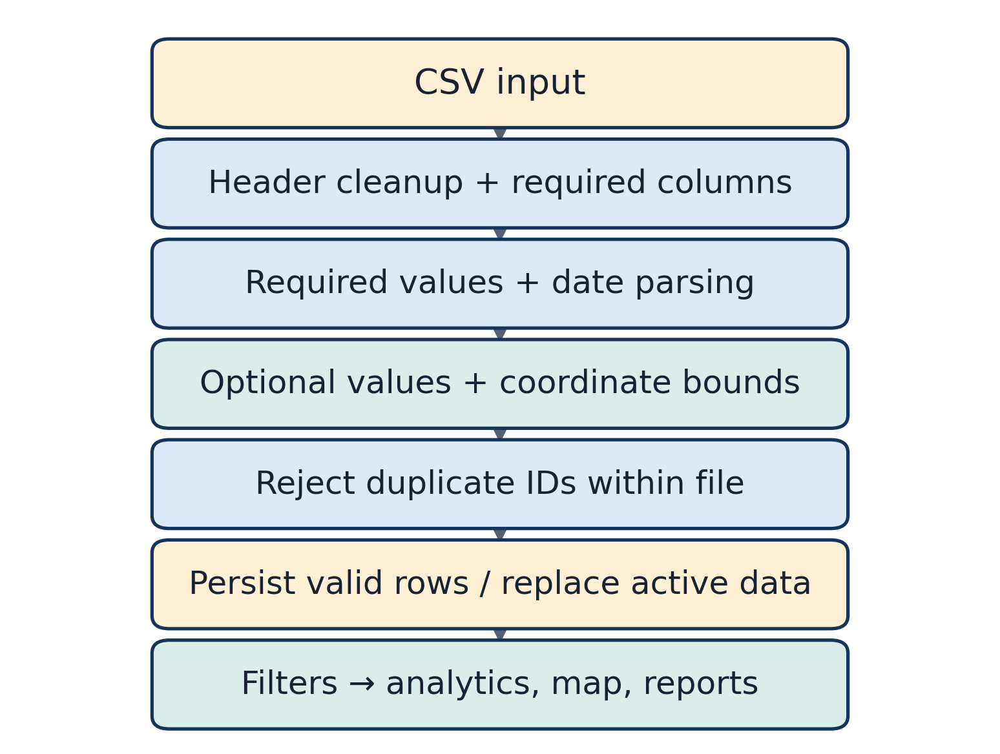 CSV input
Header cleanup + required columns
Required values + date parsing
Optional values + coordinate bounds
Reject duplicate IDs within file
Persist valid rows / replace active data
Filters → analytics, map, reports